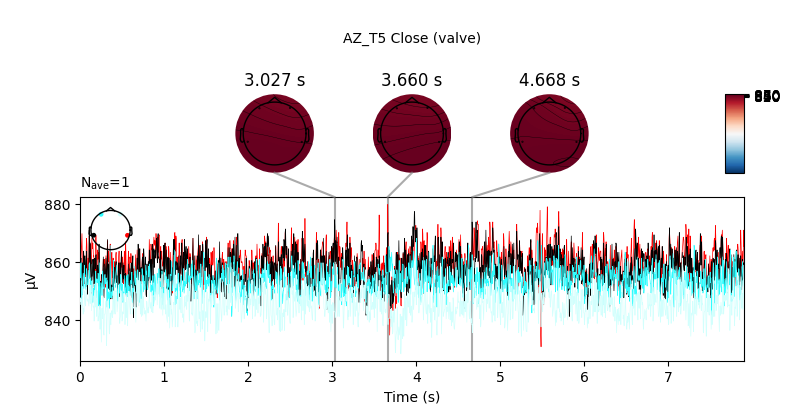 AZ_T5 Close (valve)
3.027 s 3.660 s 4.668 s
Nave=1
880
860
840
µV
0 1 2 3 4 5 6 7
Time (s)